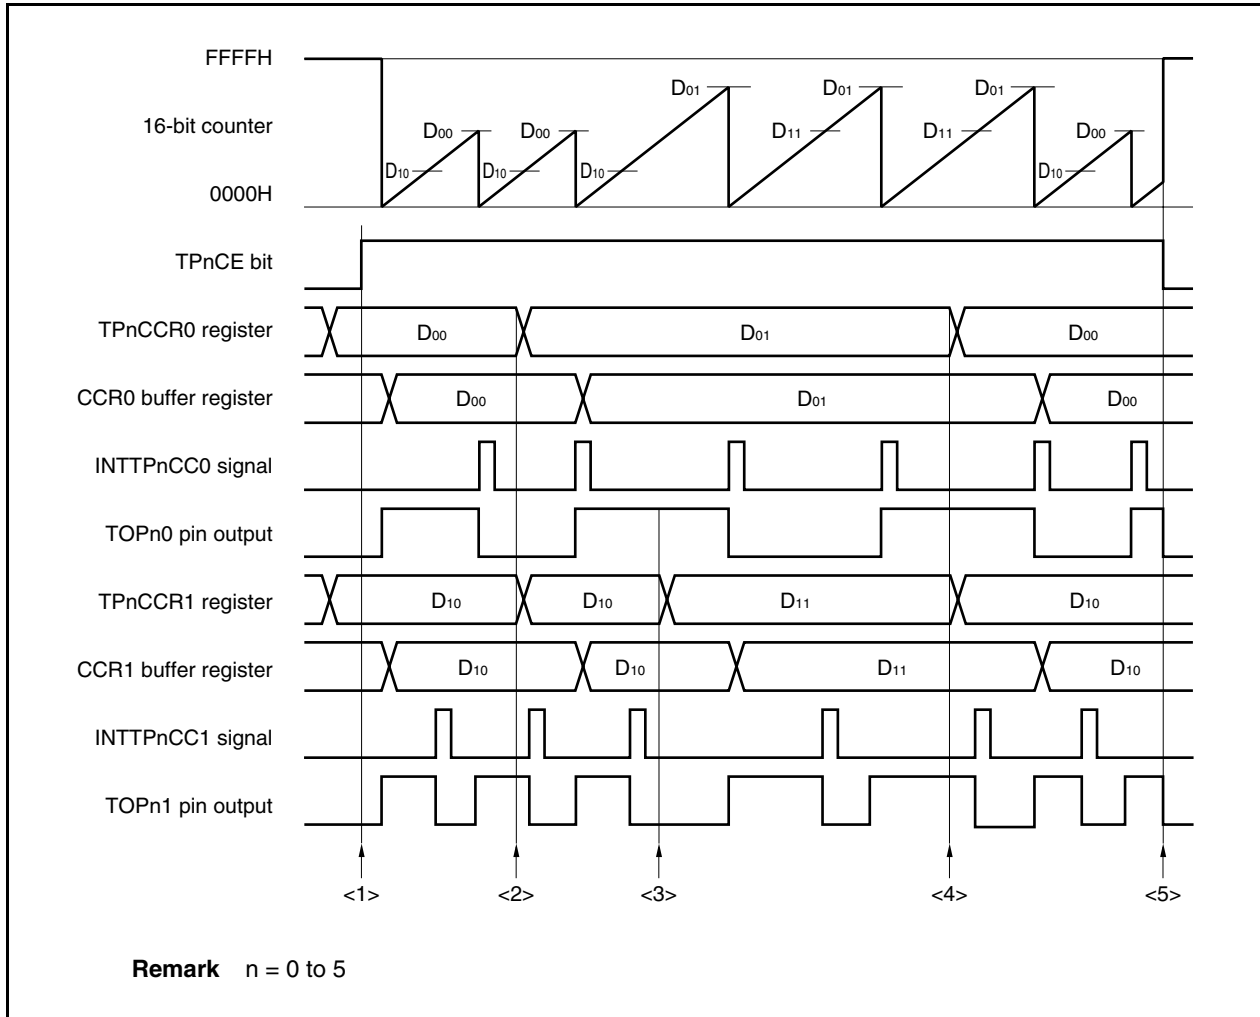 FFFFH
16-bit counter
0000H
D01 D01 D01
D00 D00 D11 D11 D00
D10 D10 D10 D10
TPnCE bit
TPnCCR0 register D00 D01 D00
CCR0 buffer register D00 D01 D00
INTTPnCC0 signal
TOPn0 pin output
TPnCCR1 register D10 D10 D11 D10
CCR1 buffer register D10 D10 D11 D10
INTTPnCC1 signal
TOPn1 pin output
<1> <2> <3> <4> <5>
Remark n = 0 to 5